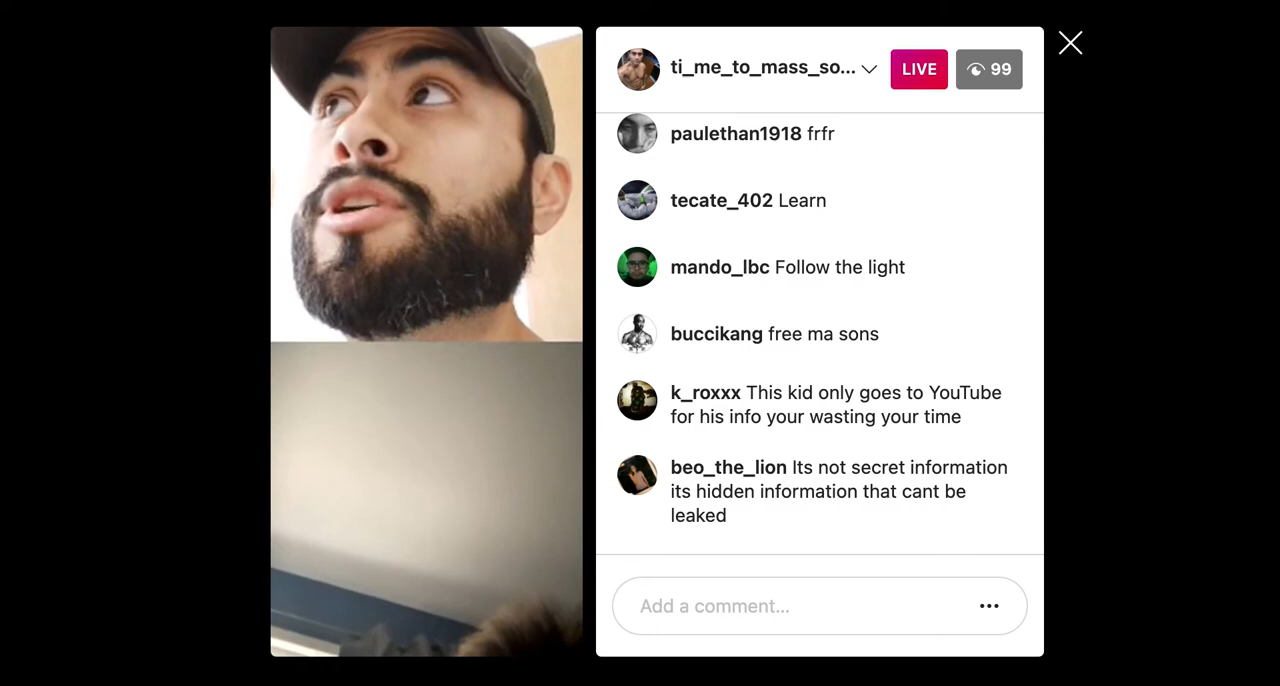 ti_me_to_mass_so... LIVE 99
paulethan1918 frfr
tecate_402 Learn
mando_lbc Follow the light
buccikang free ma sons
k_roxxx This kid only goes to YouTube
for his info your wasting your time
beo_the_lion Its not secret information
its hidden information that cant be
leaked
Add a comment...